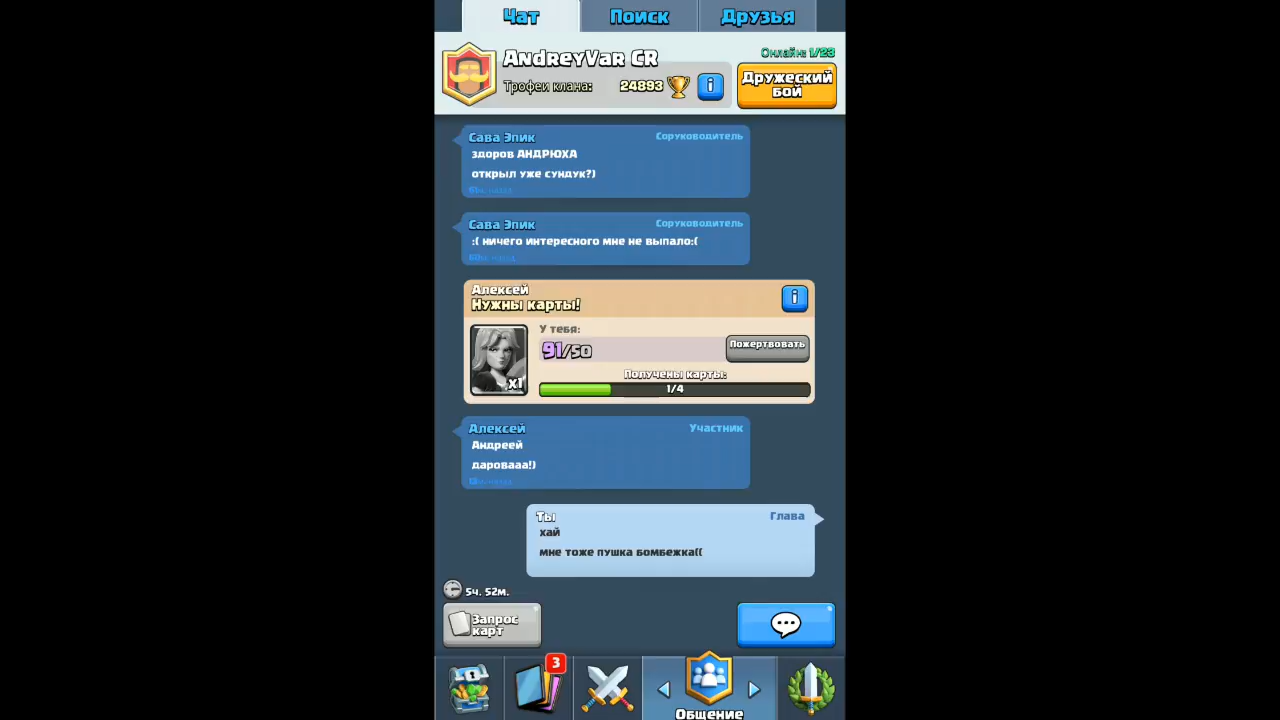 Чат
Поиск
Друзья
AndreyVar CR
Онлайн: 1/23
Трофеи клана: 24893
Дружеский
бой
Сава Эпик Соруководитель
здоров АНДРЮХА
открыл уже сундук?)
Сава Эпик Соруководитель
:( ничего интересного мне не выпало:(
Алексей
Нужны карты!
У тебя:
91/50
Пожертвовать
x1
Получены карты:
1/4
Алексей Участник
Андреей
даровааа!)
Ты Глава
хай
мне тоже пушка бомбежка((
5ч. 52м.
Запрос
карт
3
Общение